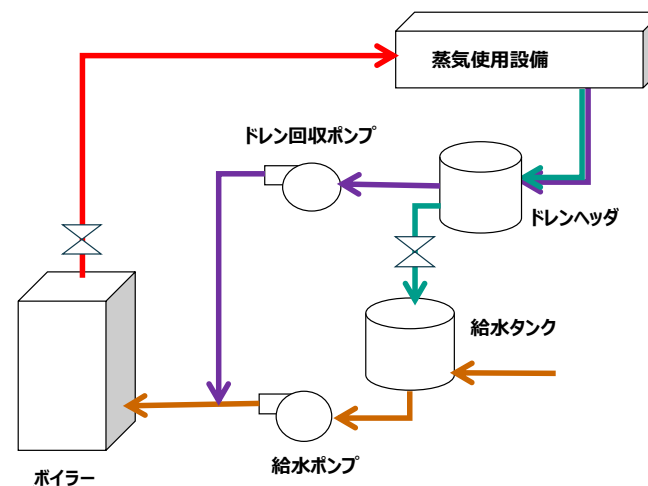 蒸気使用設備
ドレン回収ポンプ
ドレンヘッダ
給水タンク
給水ポンプ
ボイラー